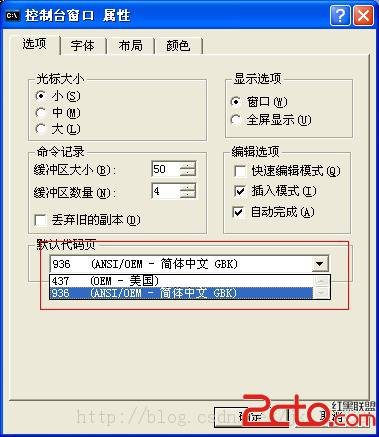 控制台窗口 属性
选项 字体 布局 颜色
光标大小
小(S)
中(M)
大(L)
显示选项
窗口(W)
全屏显示(U)
命令记录
缓冲区大小(B): 50
缓冲区数量(N): 4
丢弃旧的副本(D)
编辑选项
快速编辑模式(Q)
插入模式(I)
自动完成(A)
默认代码页
936 (ANSI/OEM - 简体中文 GBK)
437 (OEM - 美国)
936 (ANSI/OEM - 简体中文 GBK)
确定
取消
http://blog.csdn
2cto.com
红黑联盟